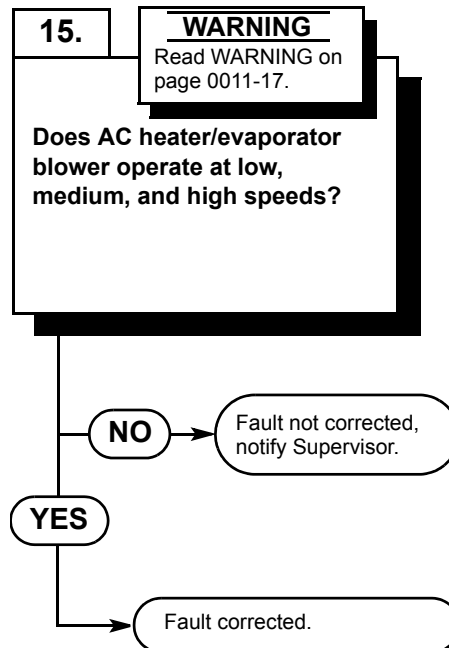 15.
WARNING
Read WARNING on
page 0011-17.
Does AC heater/evaporator
blower operate at low,
medium, and high speeds?
NO
Fault not corrected,
notify Supervisor.
YES
Fault corrected.